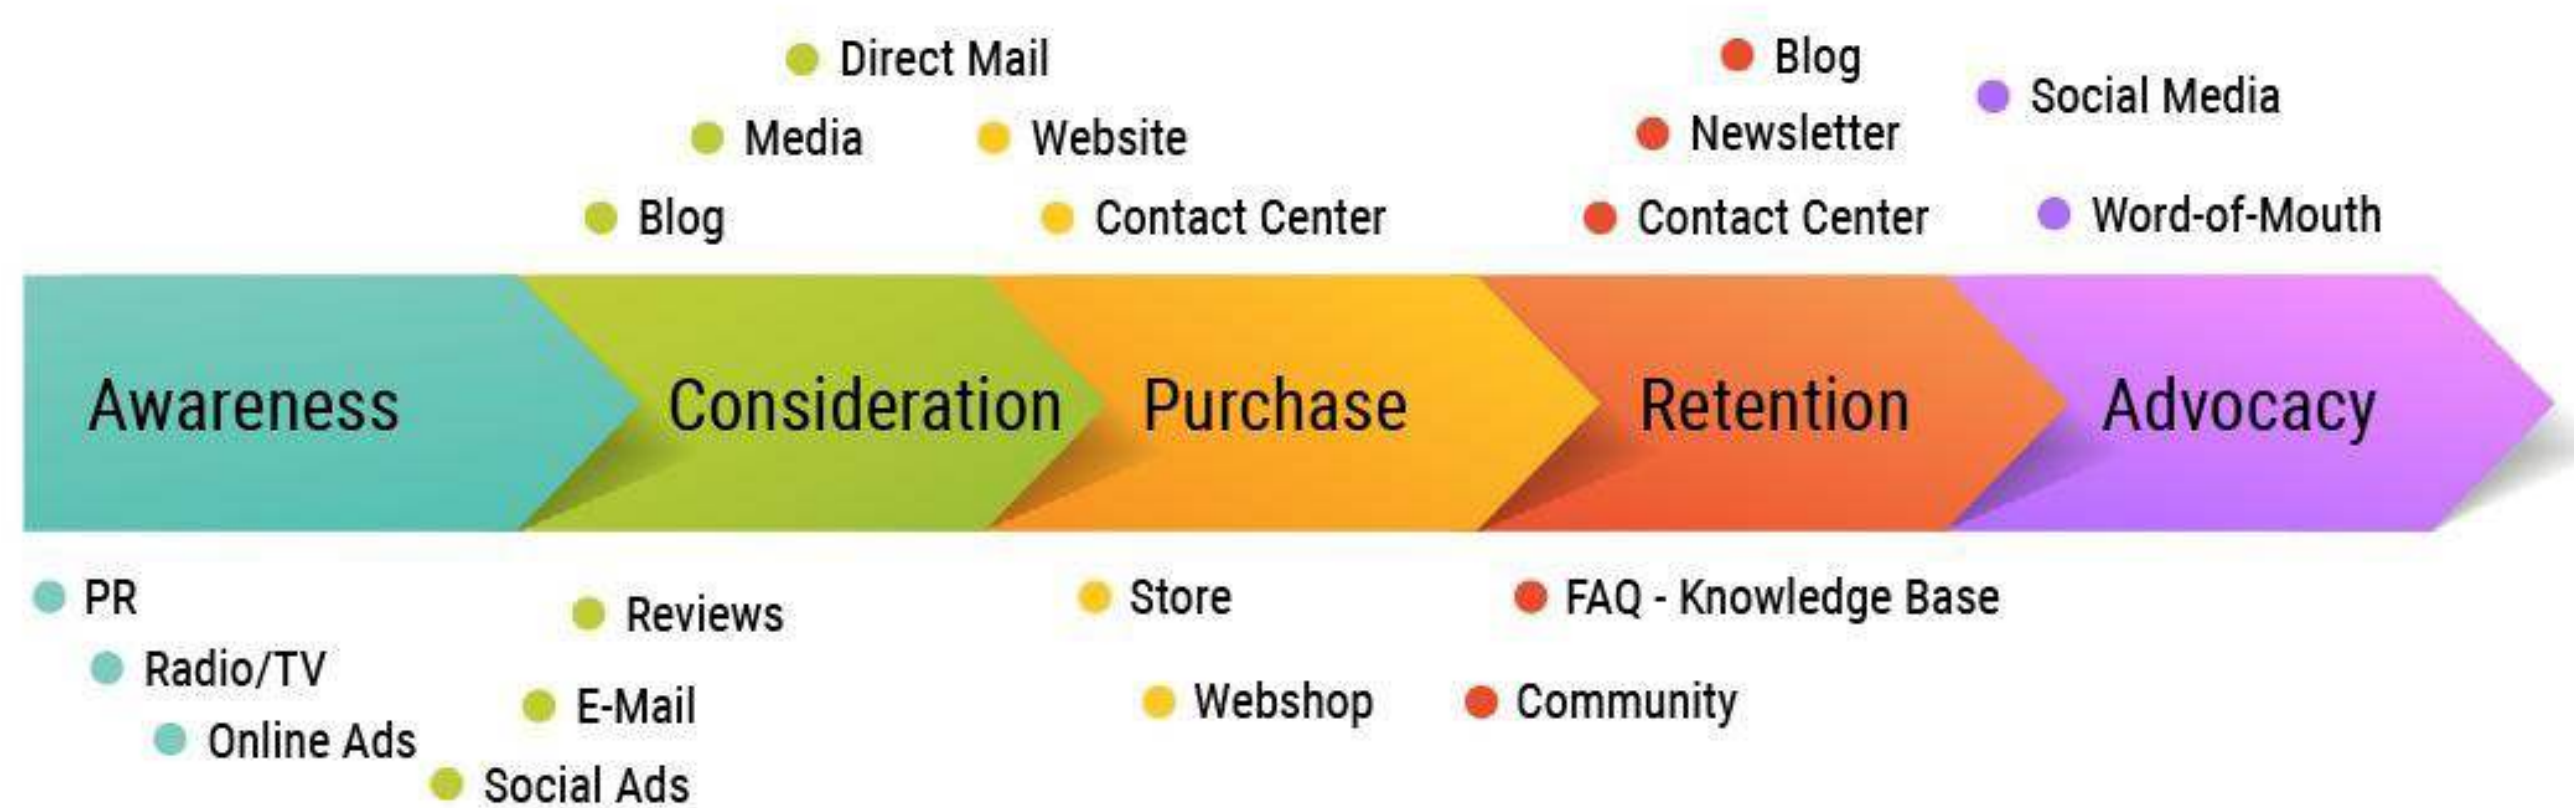 Direct Mail
Blog
Social Media
Media
Website
Newsletter
Blog
Contact Center
Contact Center
Word-of-Mouth
Awareness
Consideration
Purchase
Retention
Advocacy
PR
Reviews
Store
FAQ - Knowledge Base
Radio/TV
E-Mail
Webshop
Community
Online Ads
Social Ads